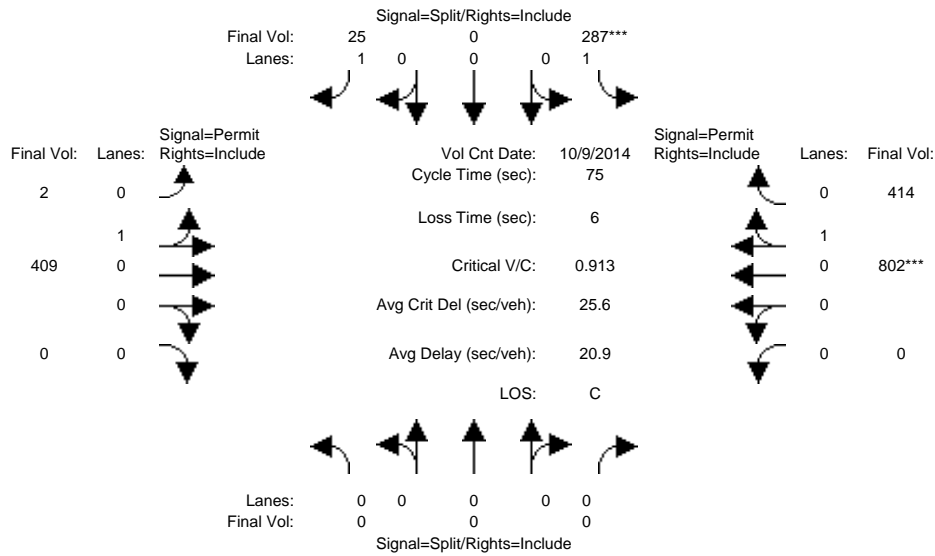 Signal=Split/Rights=Include
Final Vol: 25 0 287***
Lanes: 1 0 0 0 1
Signal=Permit
Final Vol: Lanes: Rights=Include
Vol Cnt Date: 10/9/2014
Signal=Permit
Rights=Include Lanes: Final Vol:
Cycle Time (sec): 75
2 0
0 414
Loss Time (sec): 6
1
1
409 0
Critical V/C: 0.913
0 802***
0
Avg Crit Del (sec/veh): 25.6
0
0 0
Avg Delay (sec/veh): 20.9
0 0
LOS: C
Lanes: 0 0 0 0 0
Final Vol: 0 0 0
Signal=Split/Rights=Include